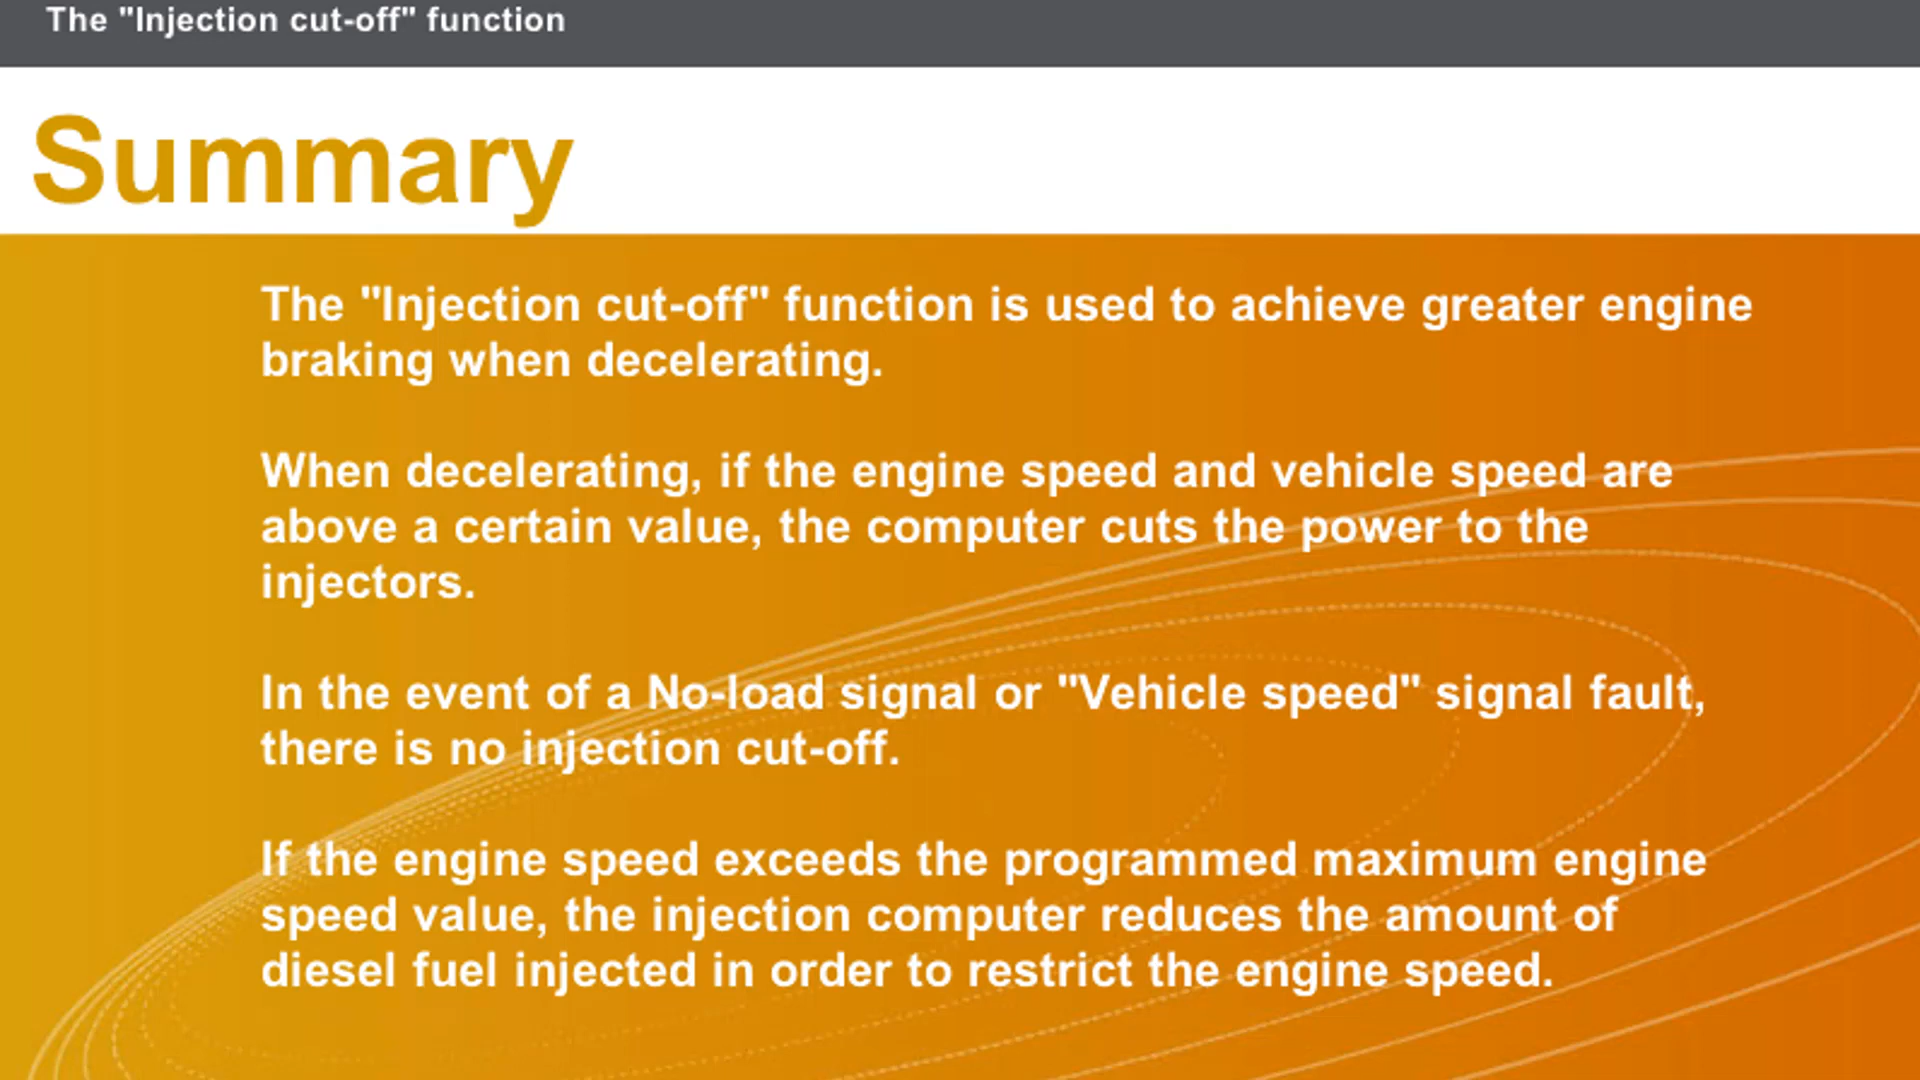 The "Injection cut-off" function
Summary
The "Injection cut-off" function is used to achieve greater engine
braking when decelerating.
When decelerating, if the engine speed and vehicle speed are
above a certain value, the computer cuts the power to the
injectors.
In the event of a No-load signal or "Vehicle speed" signal fault,
there is no injection cut-off.
If the engine speed exceeds the programmed maximum engine
speed value, the injection computer reduces the amount of
diesel fuel injected in order to restrict the engine speed.